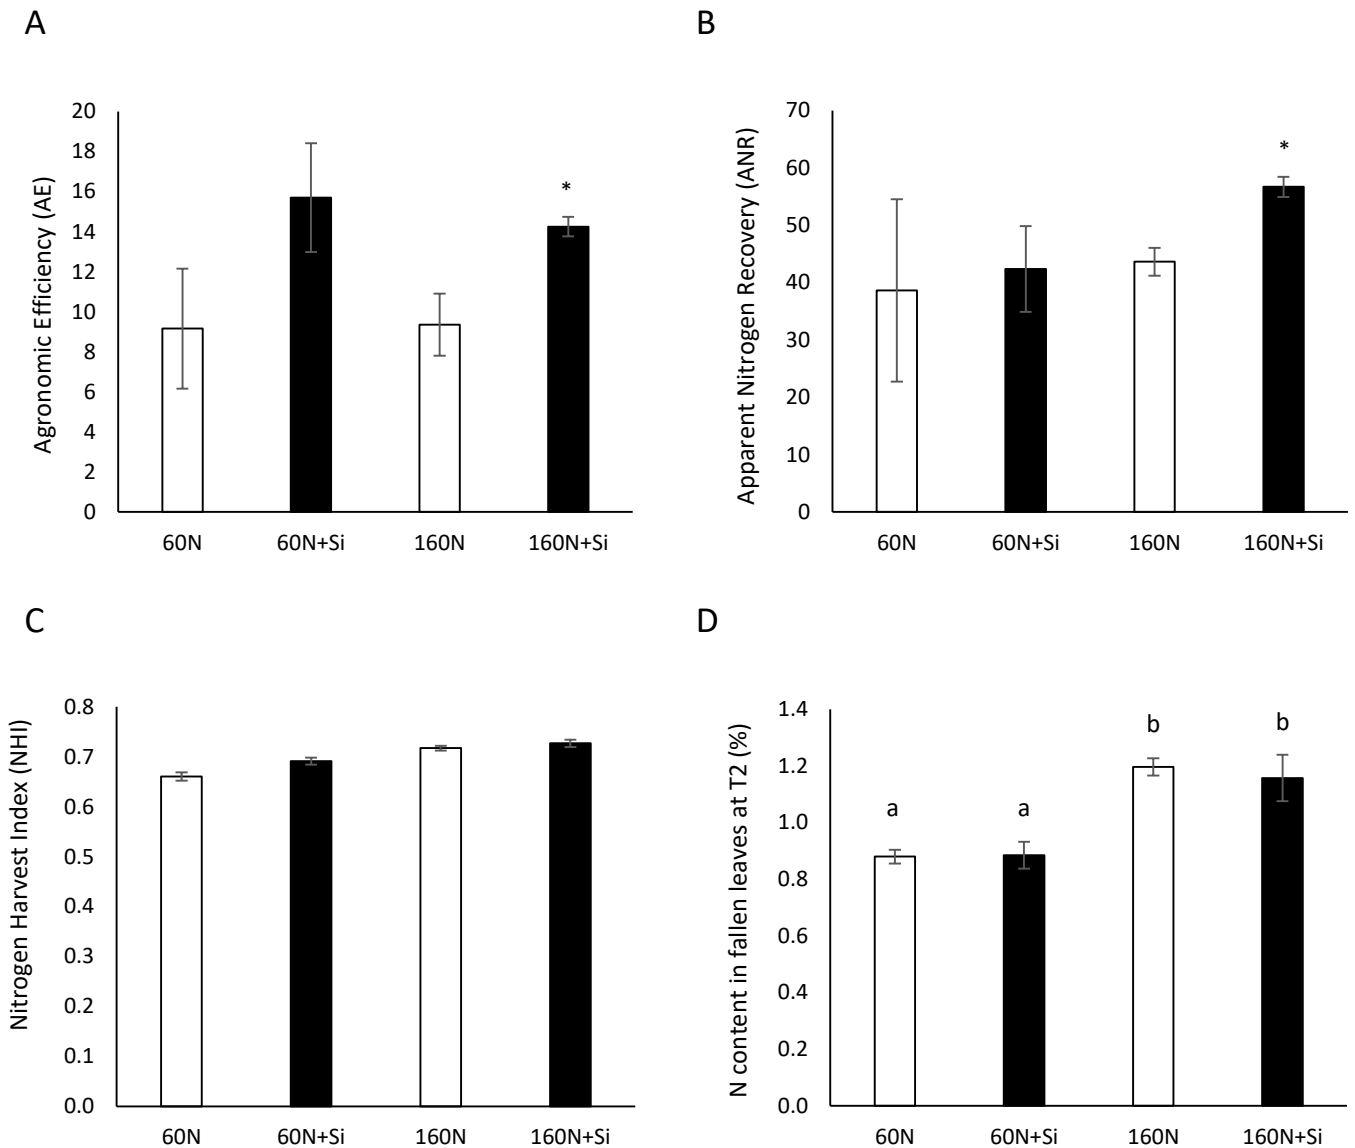 A
Agronomic Efficiency (AE)
20
18
16
14
12
10
8
6
4
2
0
*
60N 60N+Si 160N 160N+Si
B
Apparent Nitrogen Recovery (ANR)
70
60
50
40
30
20
10
0
*
60N 60N+Si 160N 160N+Si
C
Nitrogen Harvest Index (NHI)
0.8
0.7
0.6
0.5
0.4
0.3
0.2
0.1
0.0
60N 60N+Si 160N 160N+Si
D
N content in fallen leaves at T2 (%)
1.4
1.2
1.0
0.8
0.6
0.4
0.2
0.0
a a b b
60N 60N+Si 160N 160N+Si